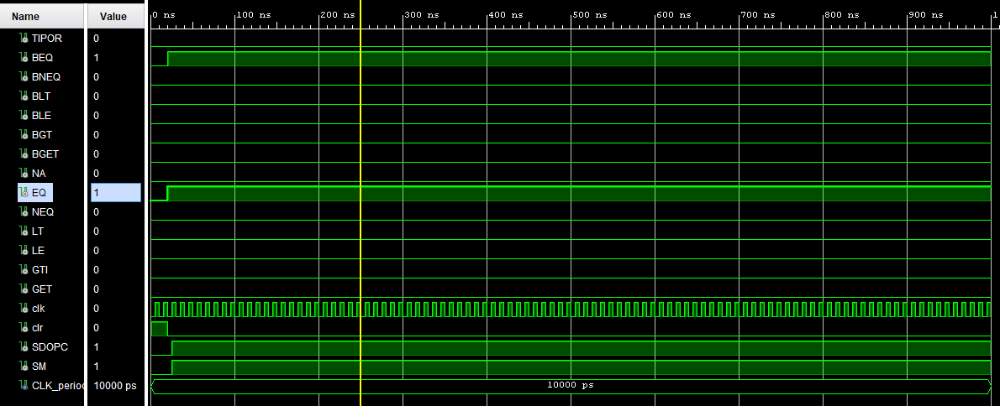 Name Value 0 ns 100 ns 200 ns 300 ns 400 ns 500 ns 600 ns 700 ns 800 ns 900 ns 1
TIPOR 0
BEQ 1
BNEQ 0
BLT 0
BLE 0
BGT 0
BGET 0
NA 0
EQ 1
NEQ 0
LT 0
LE 0
GTI 0
GET 0
clk 0
clr 0
SDOPC 1
SM 1
CLK_perioc 10000 ps 10000 ps